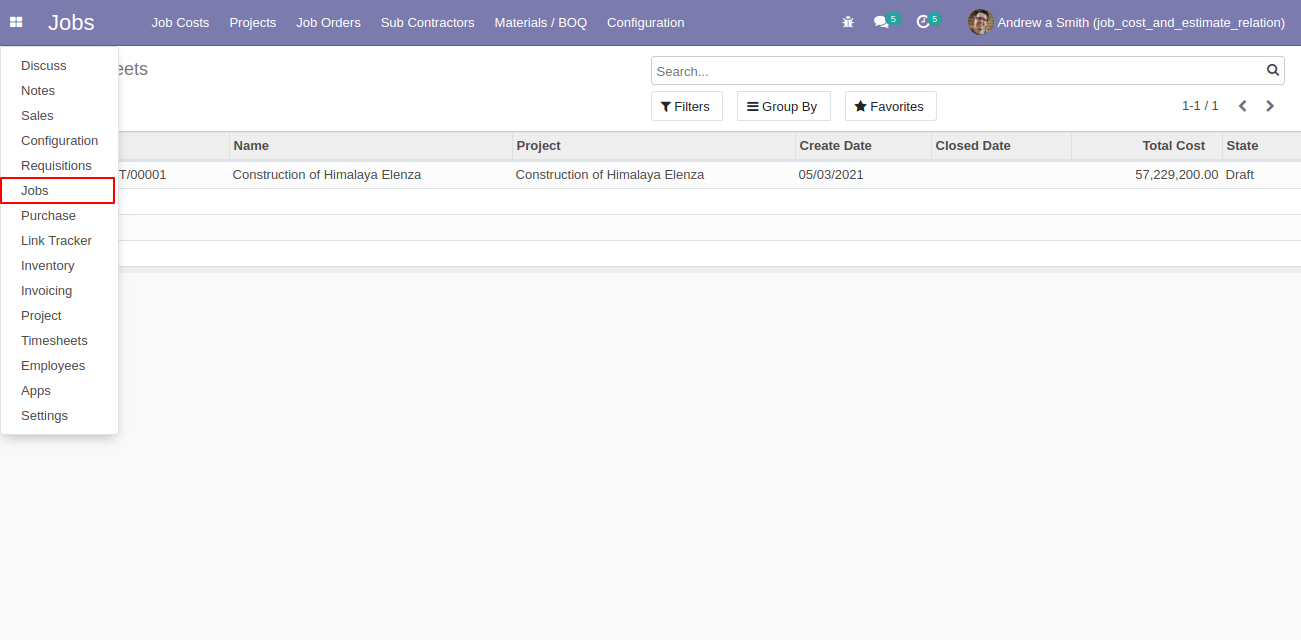 Jobs Job Costs Projects Job Orders Sub Contractors Materials / BOQ Configuration 5 5 Andrew a Smith (job_cost_and_estimate_relation)
eets
Search...
Filters Group By Favorites 1-1 / 1
Name Project Create Date Closed Date Total Cost State
T/00001 Construction of Himalaya Elenza Construction of Himalaya Elenza 05/03/2021 57,229,200.00 Draft
Discuss
Notes
Sales
Configuration
Requisitions
Jobs
Purchase
Link Tracker
Inventory
Invoicing
Project
Timesheets
Employees
Apps
Settings